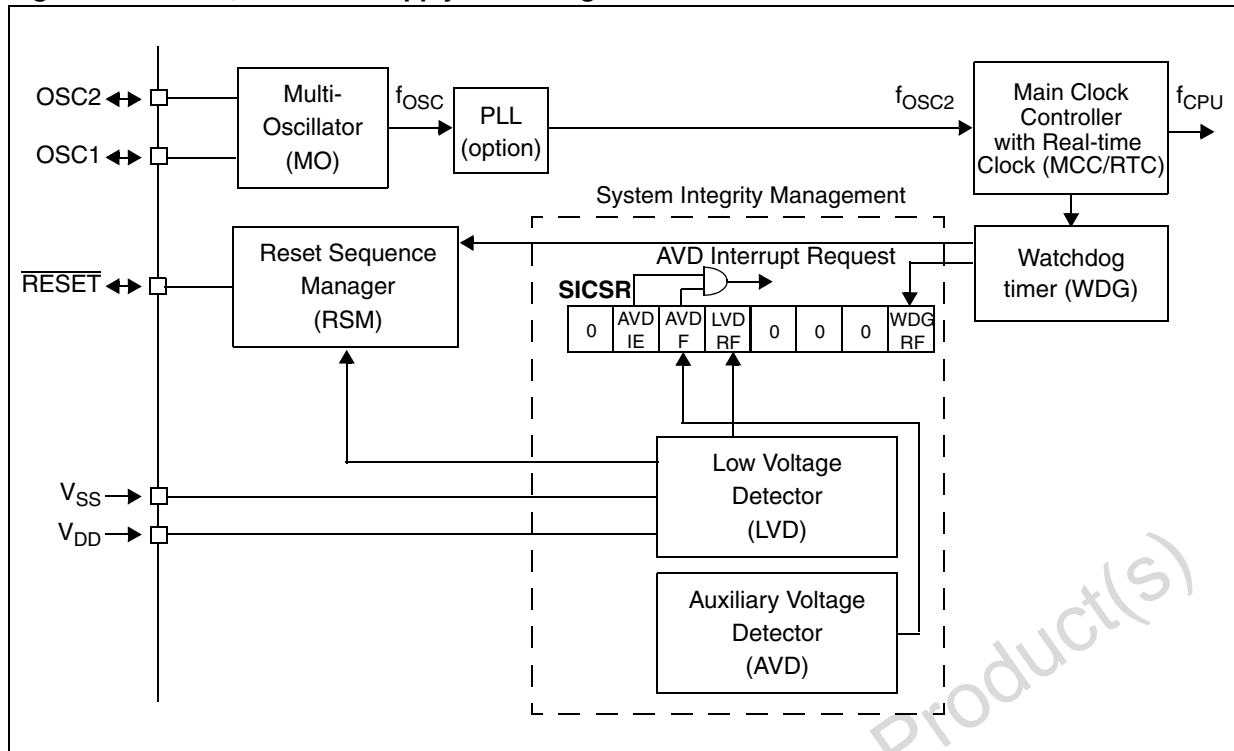 OSC2
OSC1
RESET
VSS
VDD
Multi-
Oscillator
(MO)
fOSC
PLL
(option)
fOSC2
Main Clock
Controller
with Real-time
Clock (MCC/RTC)
fCPU
System Integrity Management
Reset Sequence
Manager
(RSM)
AVD Interrupt Request
Watchdog
timer (WDG)
SICSR
0
AVD
IE
AVD
F
LVD
RF
0
0
0
WDG
RF
Low Voltage
Detector
(LVD)
Auxiliary Voltage
Detector
(AVD)
Product(s)